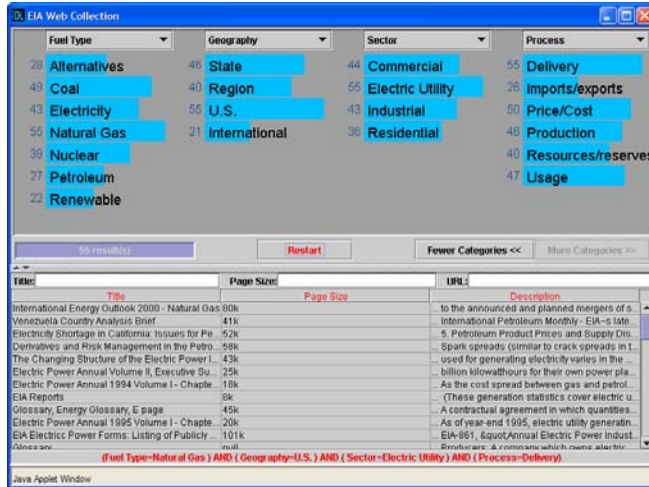 EIA Web Collection
Fuel Type Geography Sector Process
28 Alternatives 48 State 44 Commercial 55 Delivery
49 Coal 40 Region 55 Electric Utility 26 Imports/exports
43 Electricity 55 U.S. 43 Industrial 50 Price/Cost
55 Natural Gas 21 International 36 Residential 46 Production
39 Nuclear 40 Resources/reserves
27 Petroleum 47 Usage
22 Renewable
55 result(s) Restart Fewer Categories << More Categories >>
Title: Page Size: URL:
Title Page Size Description
International Energy Outlook 2000 - Natural Gas 80k ... to the announced and planned mergers of s...
Venezuela Country Analysis Brief 41k ... International Petroleum Monthly - EIA-s late...
Electricity Shortage in California: Issues for Pe... 52k ... 5. Petroleum Product Prices and Supply Dis...
Derivatives and Risk Management in the Petro... 58k ... Spark spreads (similar to crack spreads in t...
The Changing Structure of the Electric Power I... 43k ... used for generating electricity varies in the ...
Electric Power Annual Volume II, Executive Su... 25k ... billion kilowatthours for their own power pla...
Electric Power Annual 1994 Volume I - Chapte... 18k ... As the cost spread between gas and petrol...
EIA Reports 8k ... (These generation statistics cover electric u...
Glossary, Energy Glossary, E page 45k ... A contractual agreement in which quantities...
Electric Power Annual 1995 Volume I - Chapte... 20k ... As of year-end 1995, electric utility generatin...
EIA Electricc Power Forms: Listing of Publicly ... 101k ... EIA-861, &quot;Annual Electric Power Indust...
Glossary null ... Producers: A company which owns electric
(Fuel Type=Natural Gas ) AND ( Geography=U.S. ) AND ( Sector=Electric Utility ) AND ( Process=Delivery)
Java Applet Window